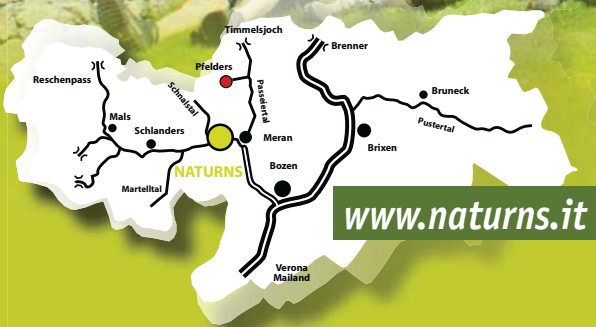 Timmelsjoch
Brenner
Pfelders
Reschenpass
Schnalstal
Passeiertal
Bruneck
Mals
Schlanders
Meran
Pustertal
Brixen
NATURNS
Bozen
Martelltal
www.naturns.it
Verona
Mailand